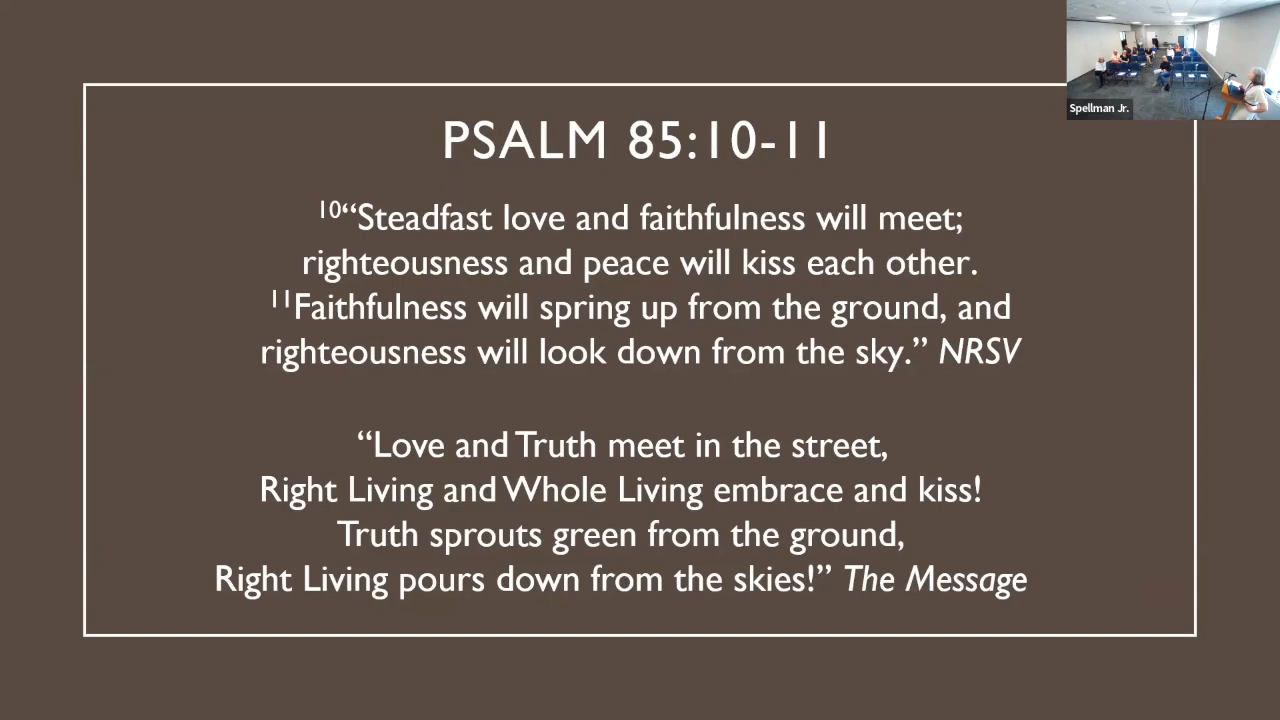 Spellman Jr.
PSALM 85:10-11
¹⁰“Steadfast love and faithfulness will meet;
righteousness and peace will kiss each other.
¹¹Faithfulness will spring up from the ground, and
righteousness will look down from the sky.” NRSV
“Love and Truth meet in the street,
Right Living and Whole Living embrace and kiss!
Truth sprouts green from the ground,
Right Living pours down from the skies!” The Message